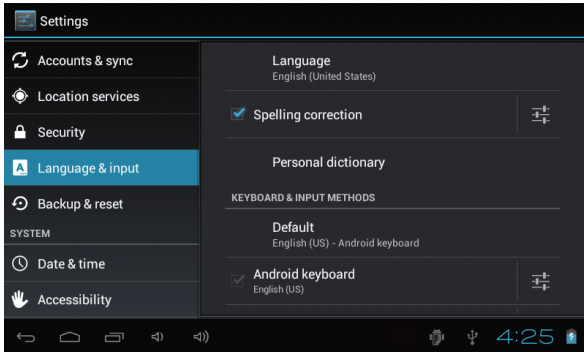 Settings
Accounts & sync
Location services
Security
A
Language & input
Backup & reset
SYSTEM
Date & time
Accessibility
Language
English (United States)
Spelling correction
Personal dictionary
KEYBOARD & INPUT METHODS
Default
English (US) - Android keyboard
Android keyboard
English (US)
4:25